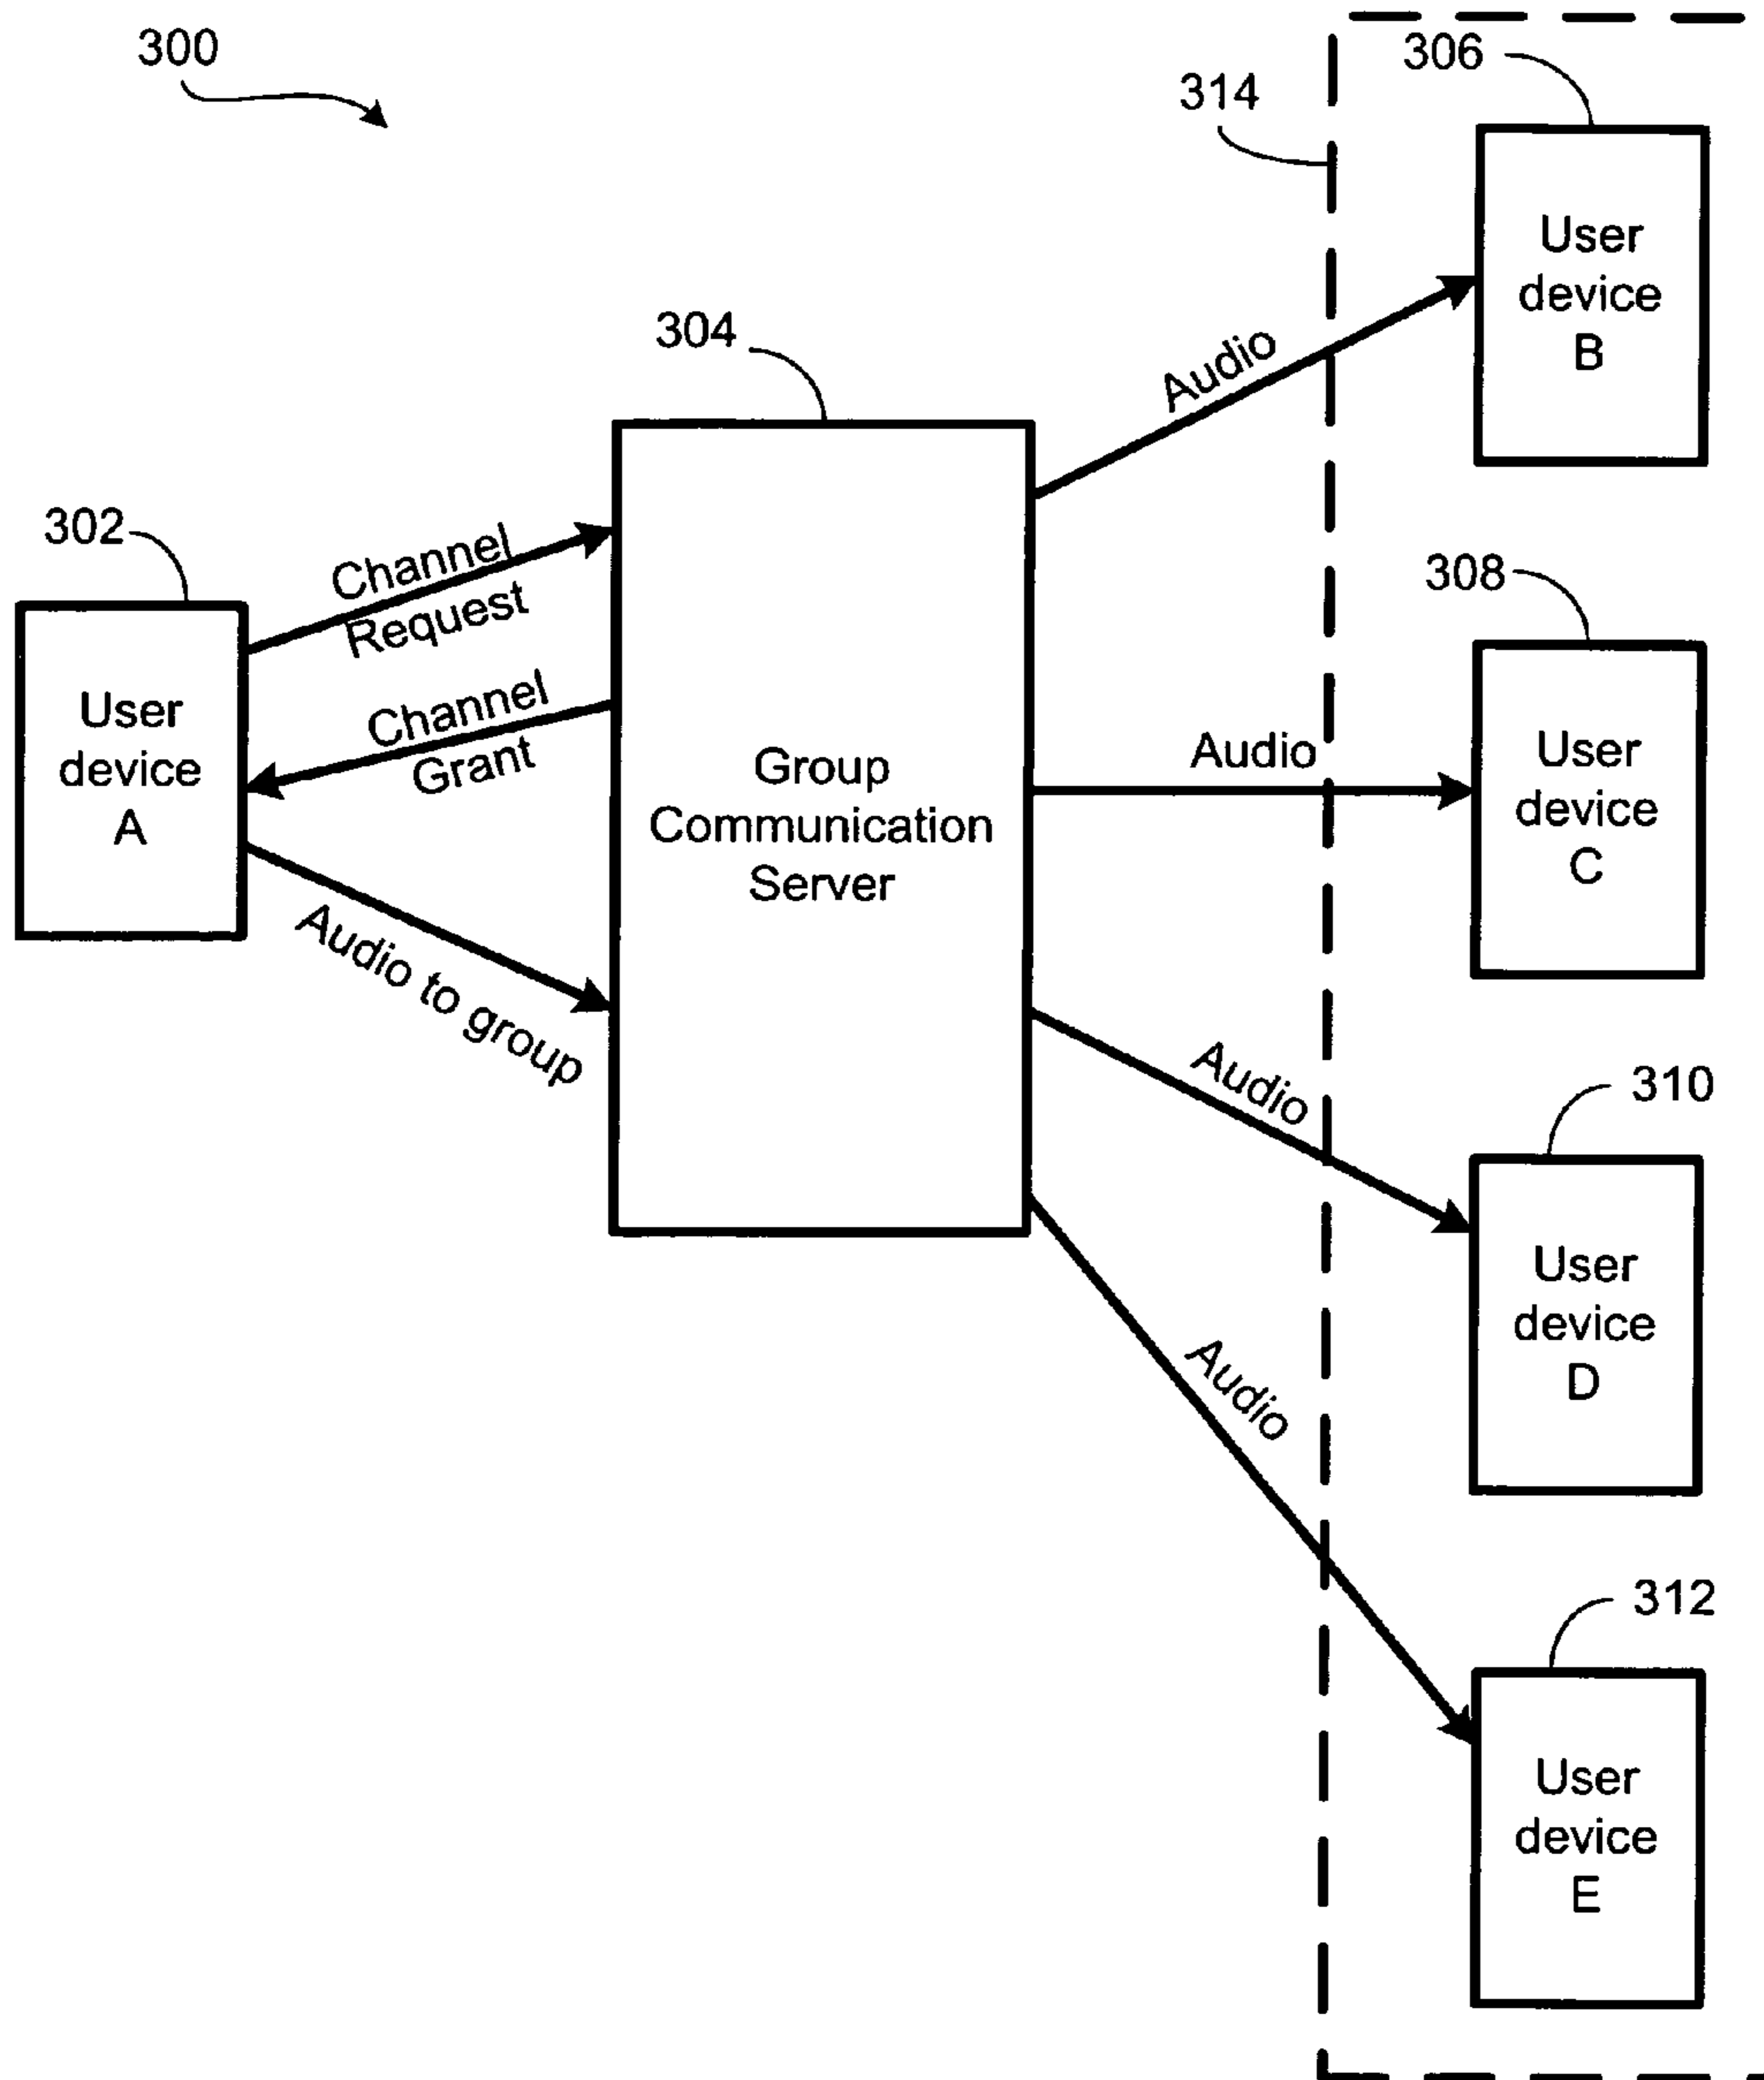 300
306
314
User
device
B
304
Audio
302
Channel
Request
308
User
device
A
Channel
Grant
Group
Communication
Server
Audio
User
device
C
Audio to group
Audio
310
User
device
D
Audio
312
User
device
E